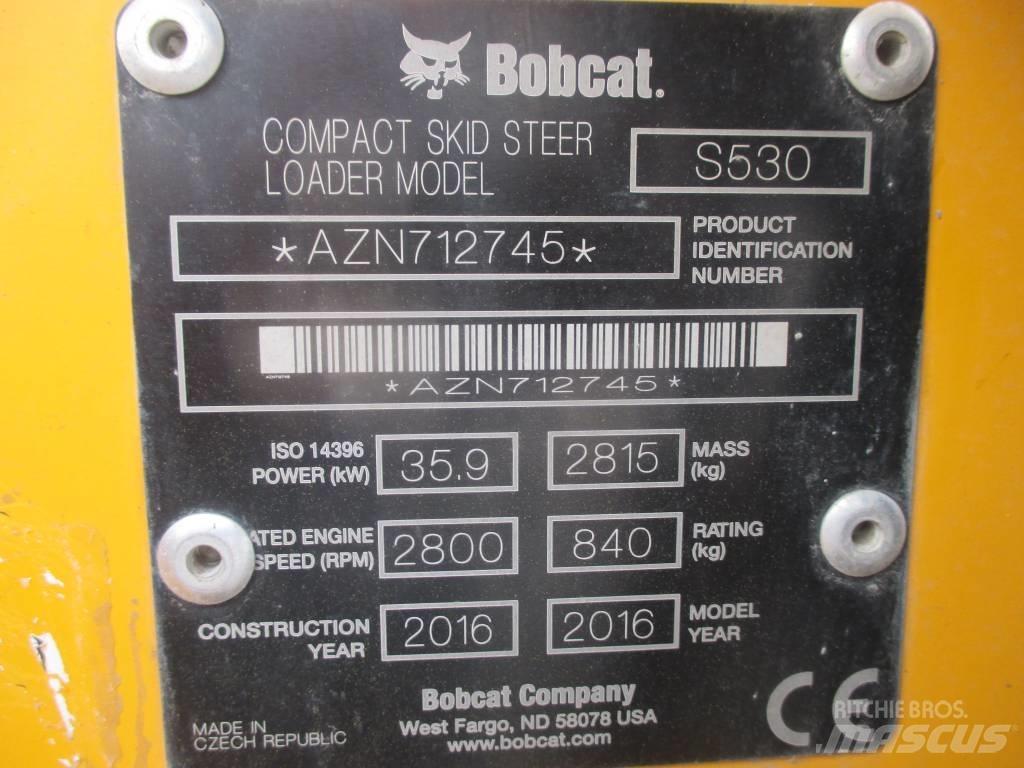 Bobcat.
COMPACT SKID STEER
LOADER MODEL
S530
*AZN712745*
PRODUCT
IDENTIFICATION
NUMBER
*AZN712745*
ISO 14396
POWER (kW)
35.9
2815
MASS
(kg)
ATED ENGINE
SPEED (RPM)
2800
840
RATING
(kg)
CONSTRUCTION
YEAR
2016
2016
MODEL
YEAR
Bobcat Company
West Fargo, ND 58078 USA
www.bobcat.com
MADE IN
CZECH REPUBLIC
CE
RITCHIE BROS.
MASCUS